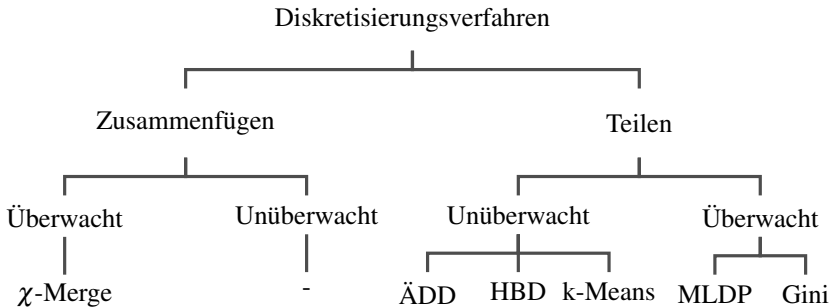 Diskretisierungsverfahren
Zusammenfügen Teilen
Überwacht Unüberwacht Unüberwacht Überwacht
χ-Merge - ÄDD HBD k-Means MLDP Gini